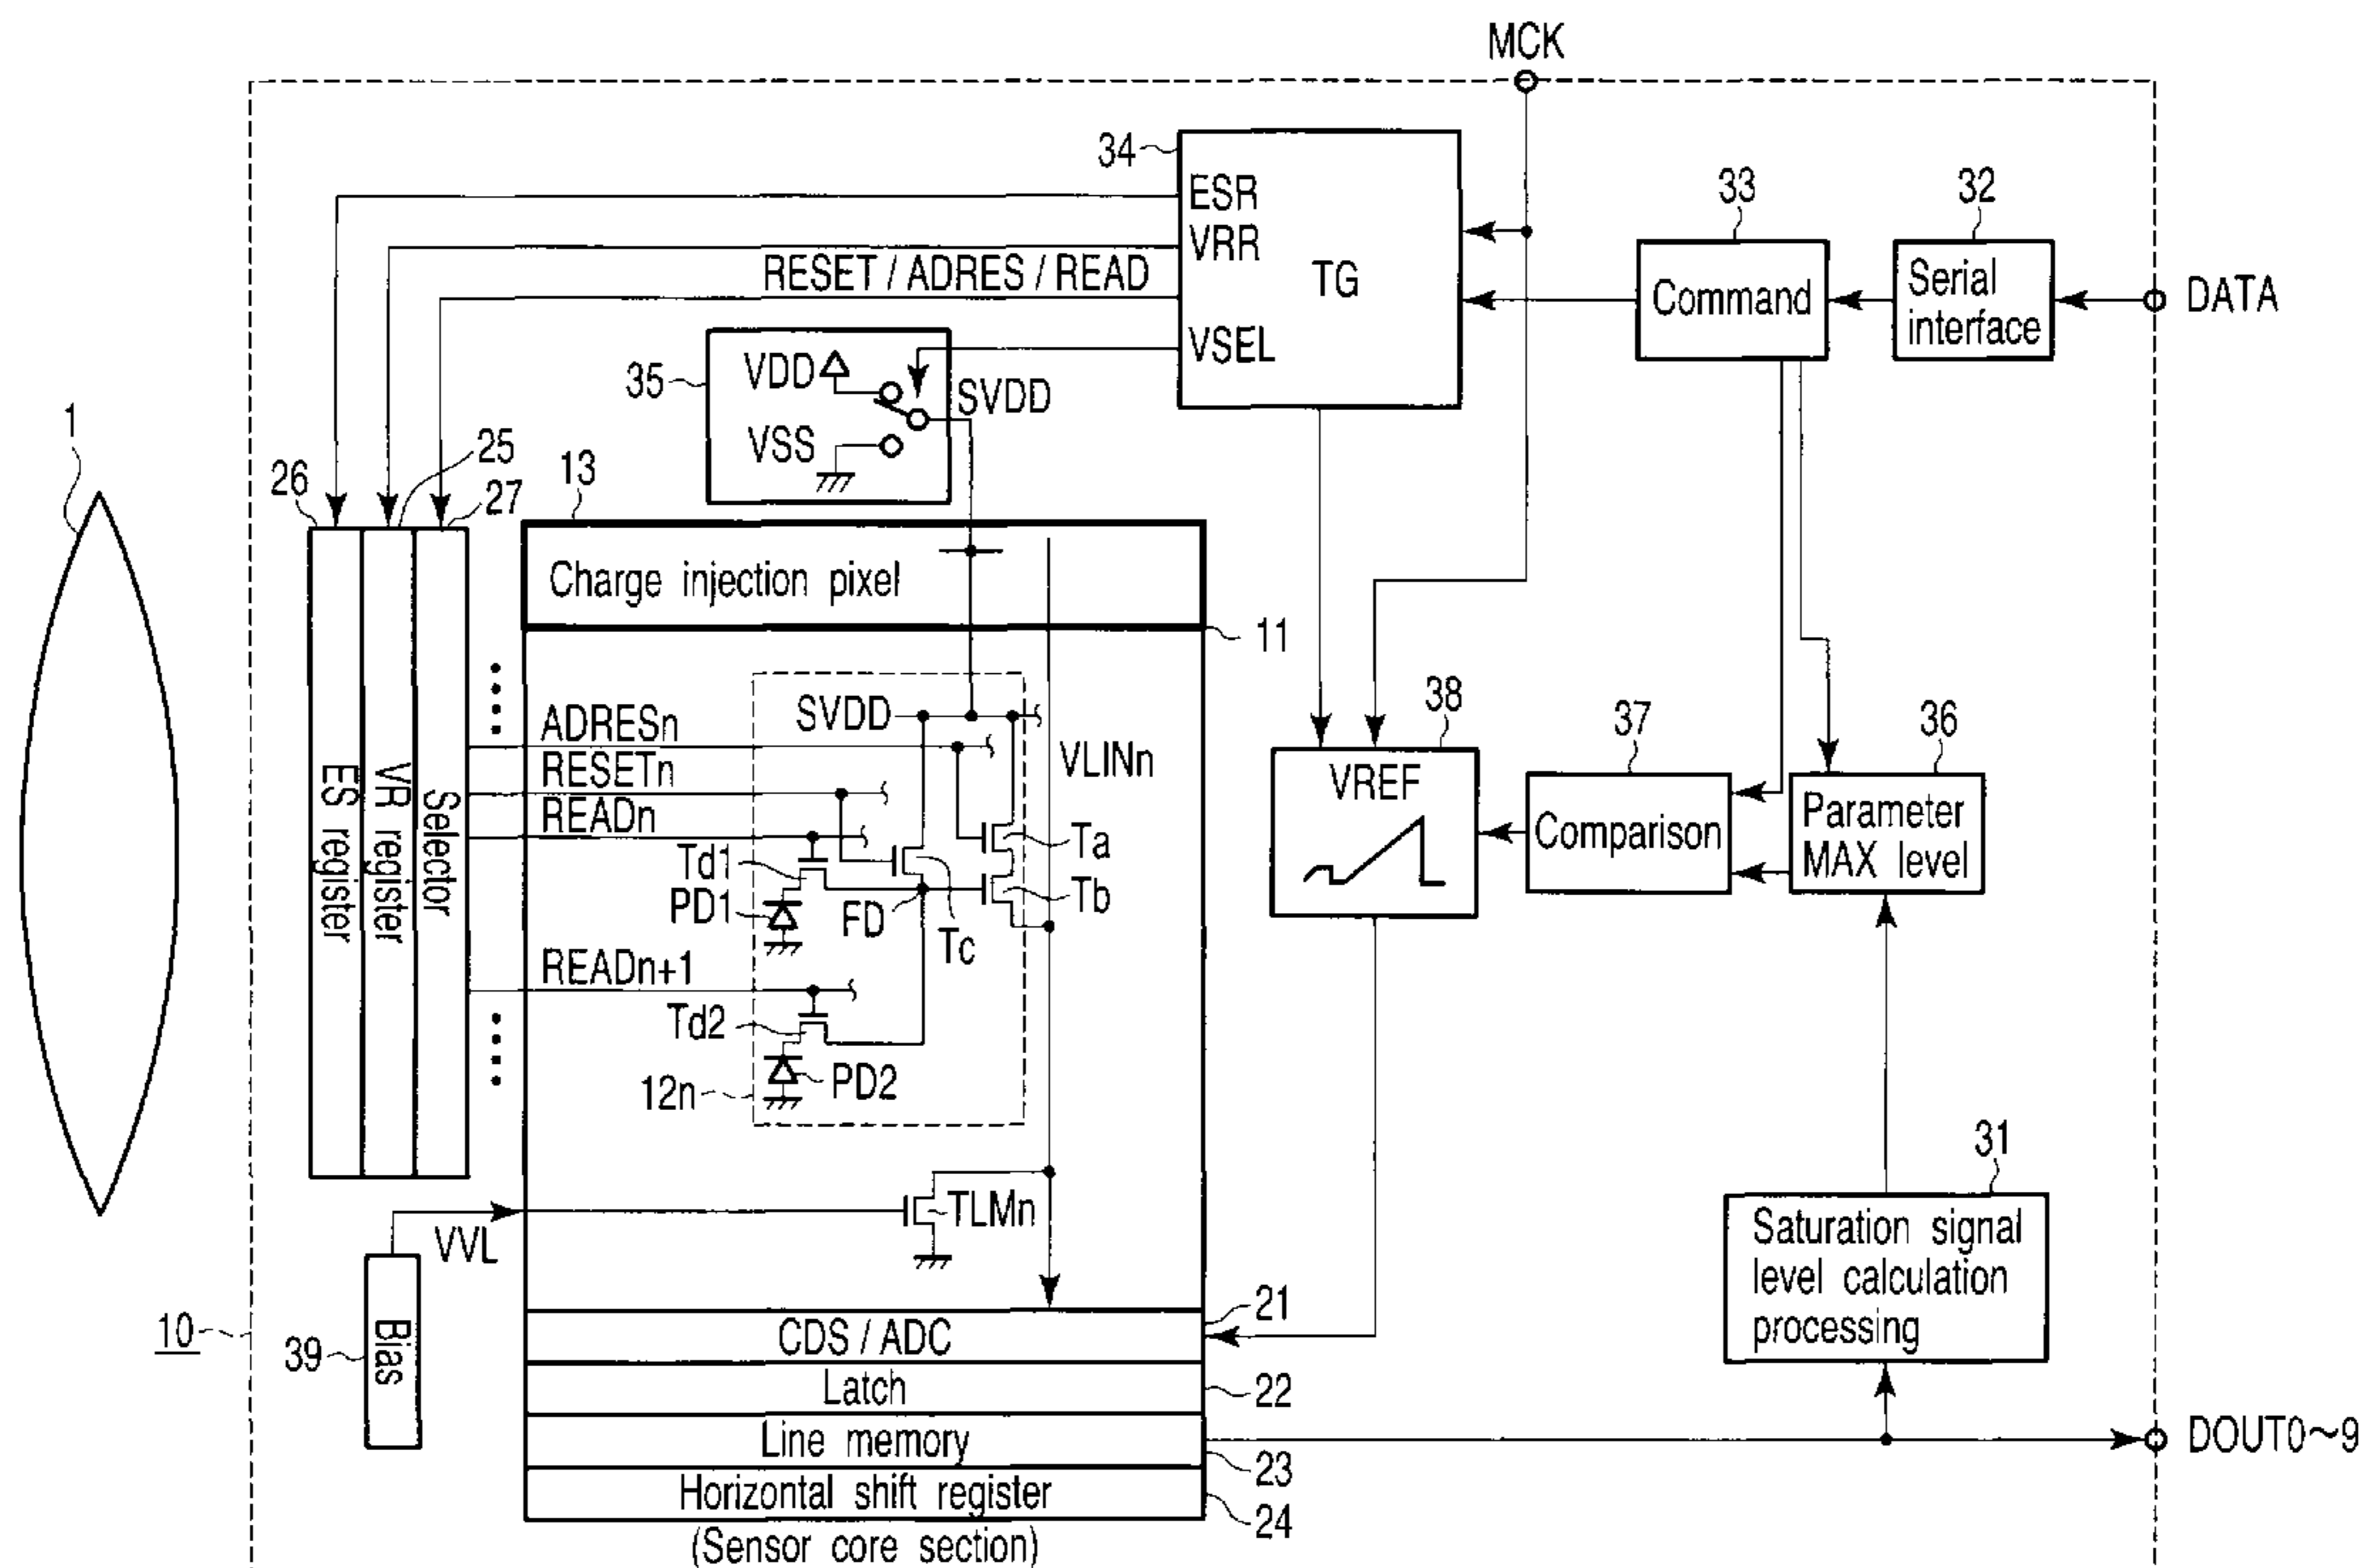 MCK
34
ESR
VRR
RESET / ADRES / READ
TG
VSEL
33
Command
32
Serial
interface
DATA
35
VDD
SVDD
VSS
1
26
25
27
13
Charge injection pixel
11
ES register
VR register
Selector
ADRESn
RESETn
READn
SVDD
VLINn
Td1
PD1
FD
Tc
Ta
Tb
READn+1
Td2
PD2
12n
38
VREF
37
Comparison
36
Parameter
MAX level
31
Saturation signal
level calculation
processing
TLMn
VVL
10
39
Bias
21
CDS / ADC
Latch
22
Line memory
23
Horizontal shift register
24
(Sensor core section)
DOUT0~9